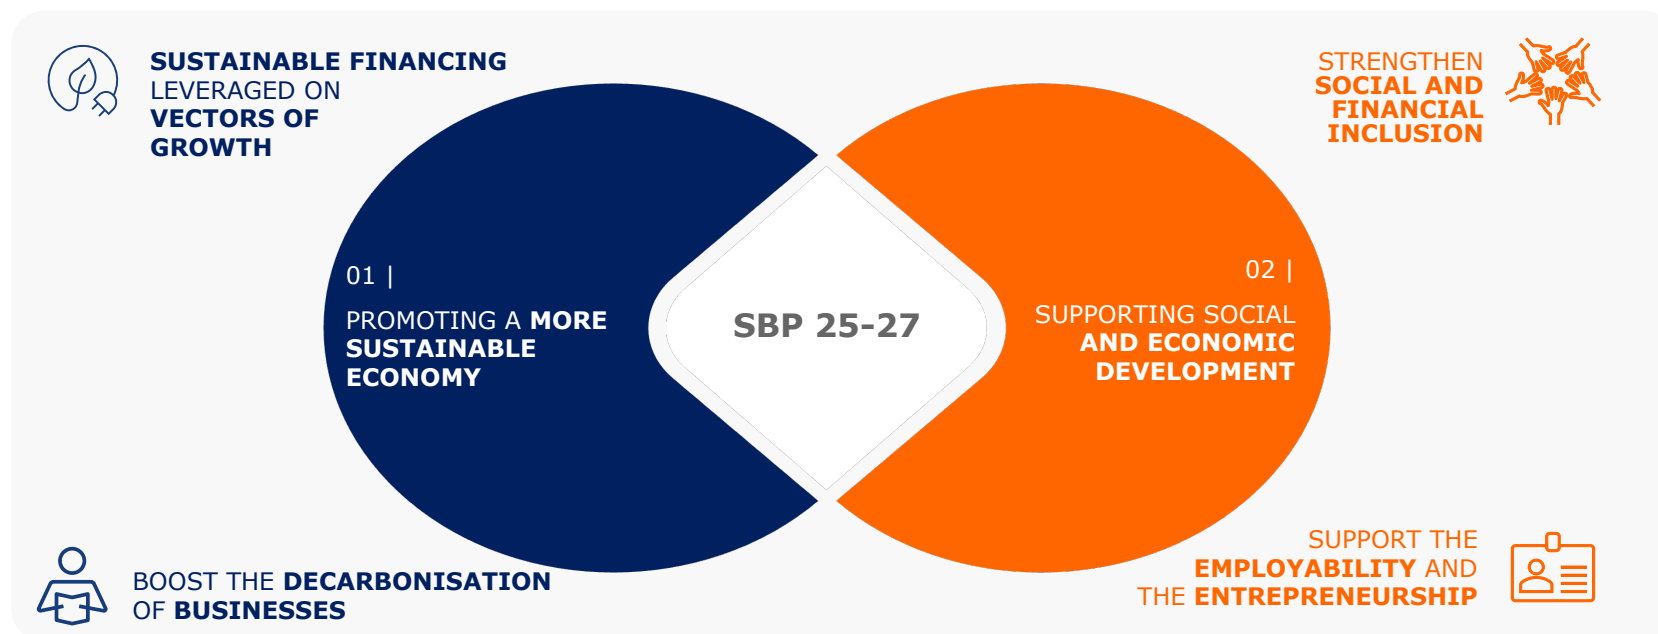 SUSTAINABLE FINANCING
LEVERAGED ON
VECTORS OF
GROWTH
STRENGTHEN
SOCIAL AND
FINANCIAL
INCLUSION
01 |
PROMOTING A MORE
SUSTAINABLE
ECONOMY
SBP 25-27
02 |
SUPPORTING SOCIAL
AND ECONOMIC
DEVELOPMENT
BOOST THE DECARBONISATION
OF BUSINESSES
SUPPORT THE
EMPLOYABILITY AND
THE ENTREPRENEURSHIP